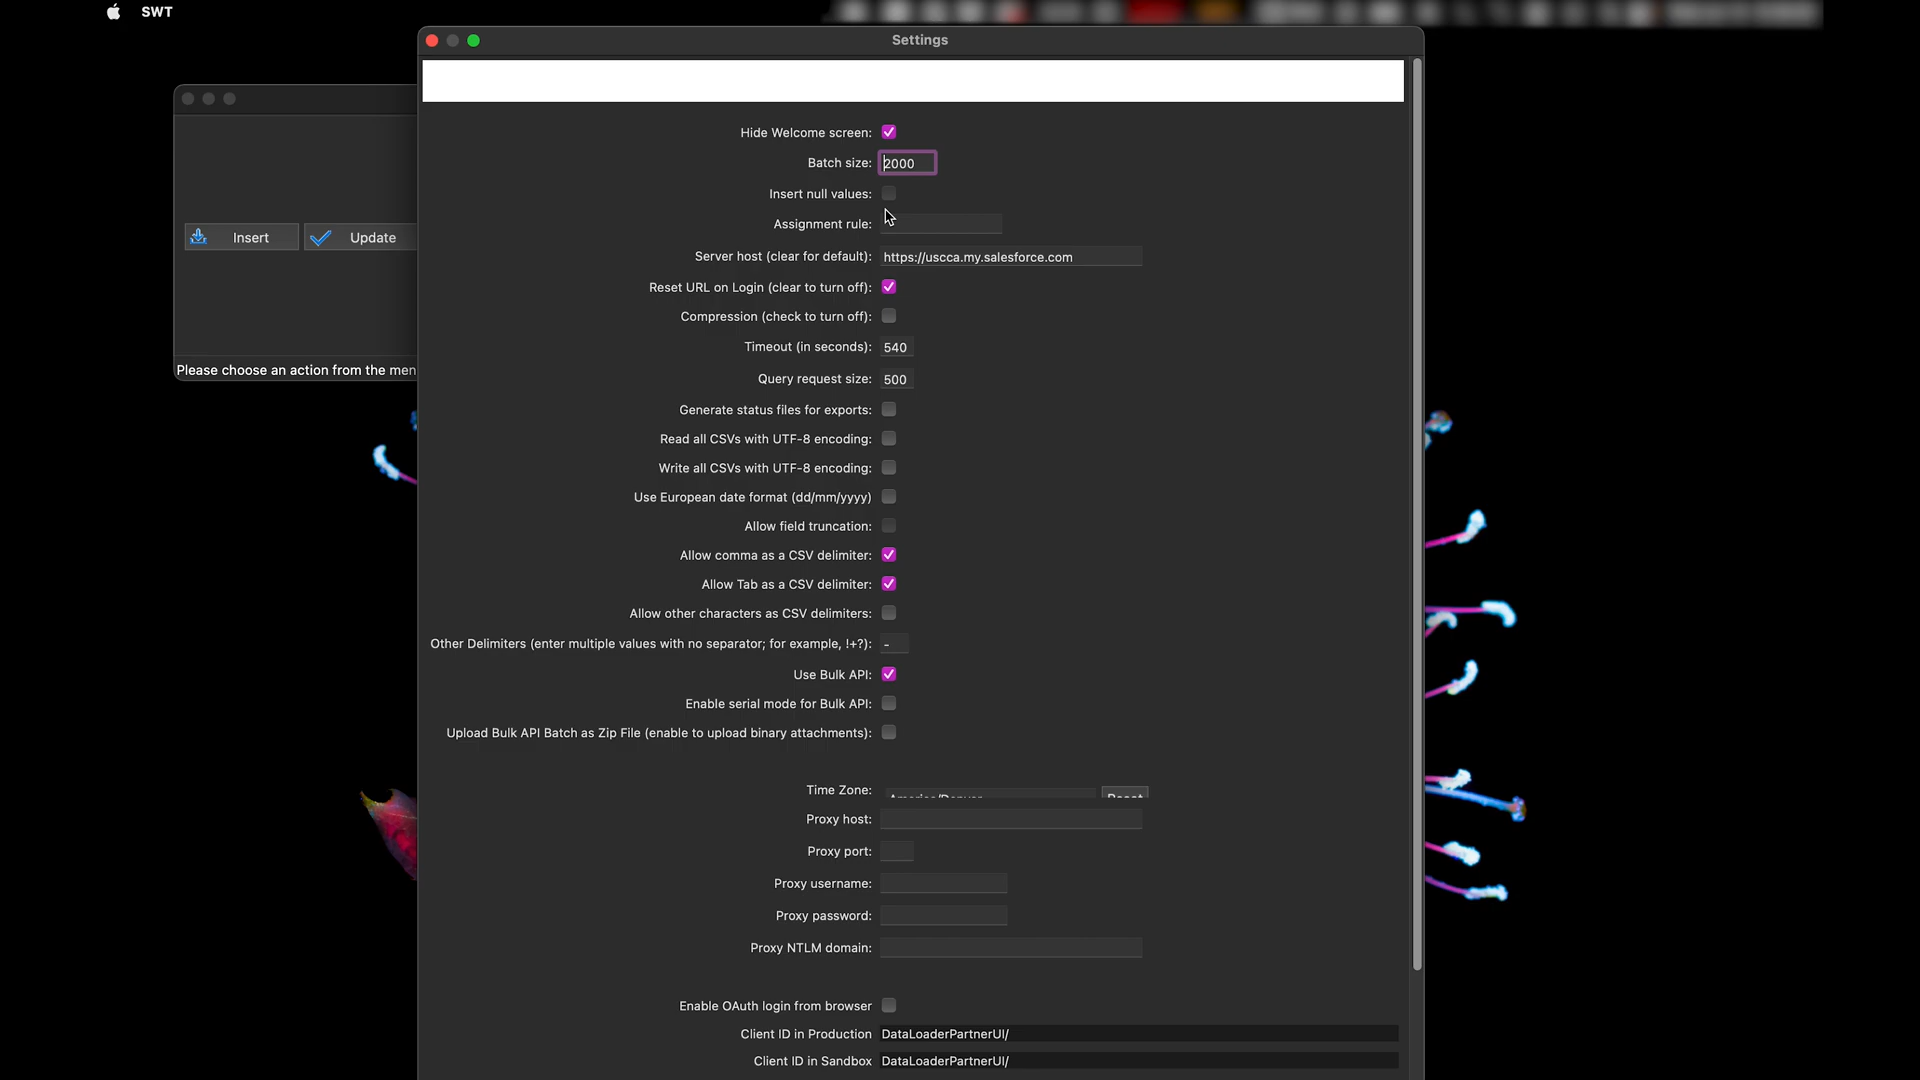 SWT
Settings
Hide Welcome screen:
Batch size: 2000
Insert null values:
Assignment rule:
Insert Update
Server host (clear for default): https://uscca.my.salesforce.com
Reset URL on Login (clear to turn off):
Compression (check to turn off):
Timeout (in seconds): 540
Please choose an action from the men
Query request size: 500
Generate status files for exports:
Read all CSVs with UTF-8 encoding:
Write all CSVs with UTF-8 encoding:
Use European date format (dd/mm/yyyy)
Allow field truncation:
Allow comma as a CSV delimiter:
Allow Tab as a CSV delimiter:
Allow other characters as CSV delimiters:
Other Delimiters (enter multiple values with no separator; for example, !+?): -
Use Bulk API:
Enable serial mode for Bulk API:
Upload Bulk API Batch as Zip File (enable to upload binary attachments):
Time Zone: America/Denver Reset
Proxy host:
Proxy port:
Proxy username:
Proxy password:
Proxy NTLM domain:
Enable OAuth login from browser
Client ID in Production DataLoaderPartnerUI/
Client ID in Sandbox DataLoaderPartnerUI/